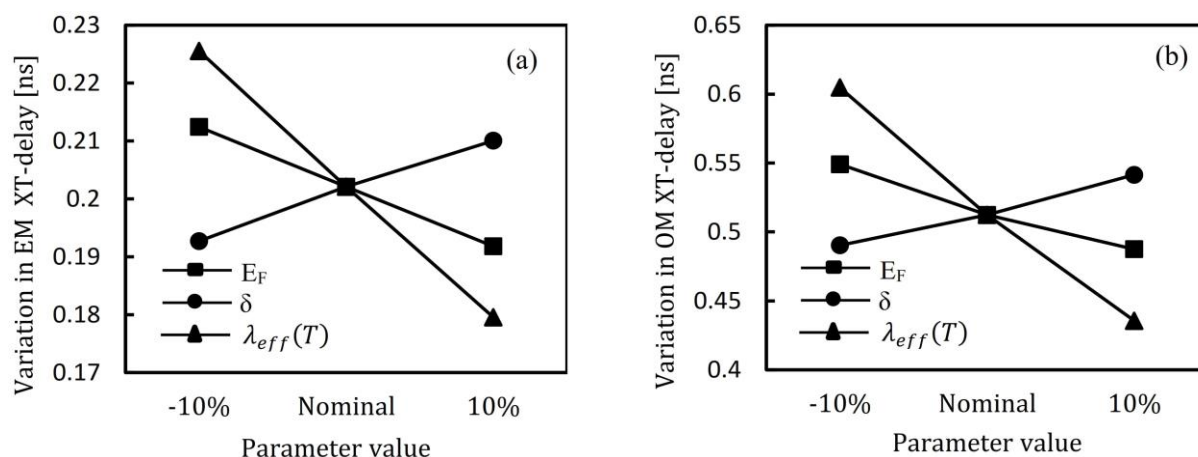 (a)
Variation in EM XT-delay [ns]
0.23
0.22
0.21
0.2
0.19
0.18
0.17
E_F
δ
λ_eff(T)
-10% Nominal 10%
Parameter value
(b)
Variation in OM XT-delay [ns]
0.65
0.6
0.55
0.5
0.45
0.4
E_F
δ
λ_eff(T)
-10% Nominal 10%
Parameter value